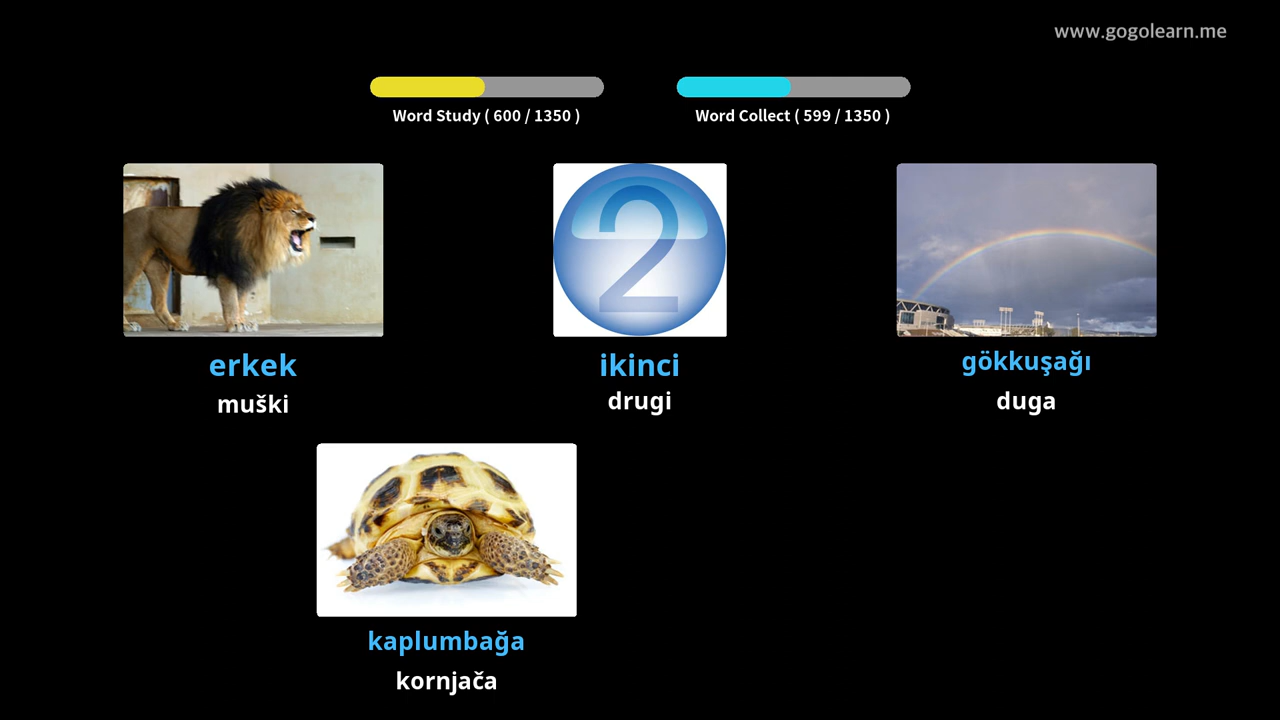 www.gogolearn.me
Word Study ( 600 / 1350 )
Word Collect ( 599 / 1350 )
2
erkek
muški
ikinci
drugi
gökkuşağı
duga
kaplumbağa
kornjača